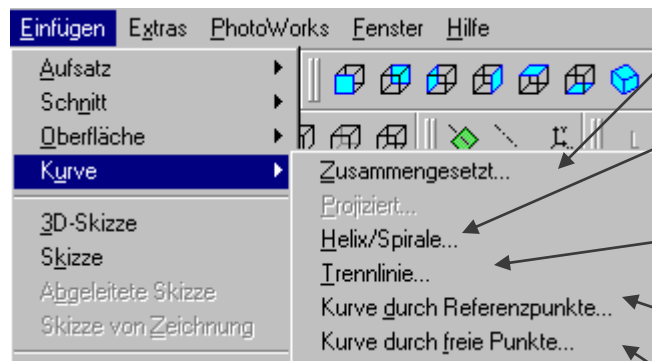 Einfügen Extras PhotoWorks Fenster Hilfe
Aufsatz
Schnitt
Oberfläche
Kurve
3D-Skizze
Skizze
Abgeleitete Skizze
Skizze von Zeichnung
Zusammengesetzt...
Projiziert...
Helix/Spirale...
Trennlinie...
Kurve durch Referenzpunkte...
Kurve durch freie Punkte...